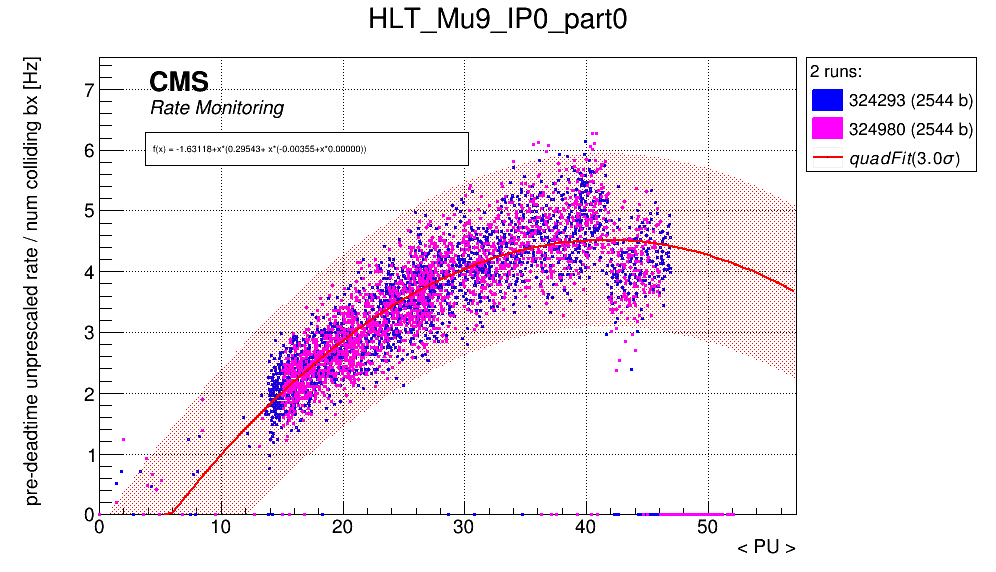 HLT_Mu9_IP0_part0
pre-deadtime unprescaled rate / num colliding bx [Hz]
CMS
Rate Monitoring
f(x) = -1.63118+x*(0.29543+ x*(-0.00355+x*0.00000))
7
6
5
4
3
2
1
0
0 10 20 30 40 50
< PU >
2 runs:
324293 (2544 b)
324980 (2544 b)
quadFit(3.0σ)